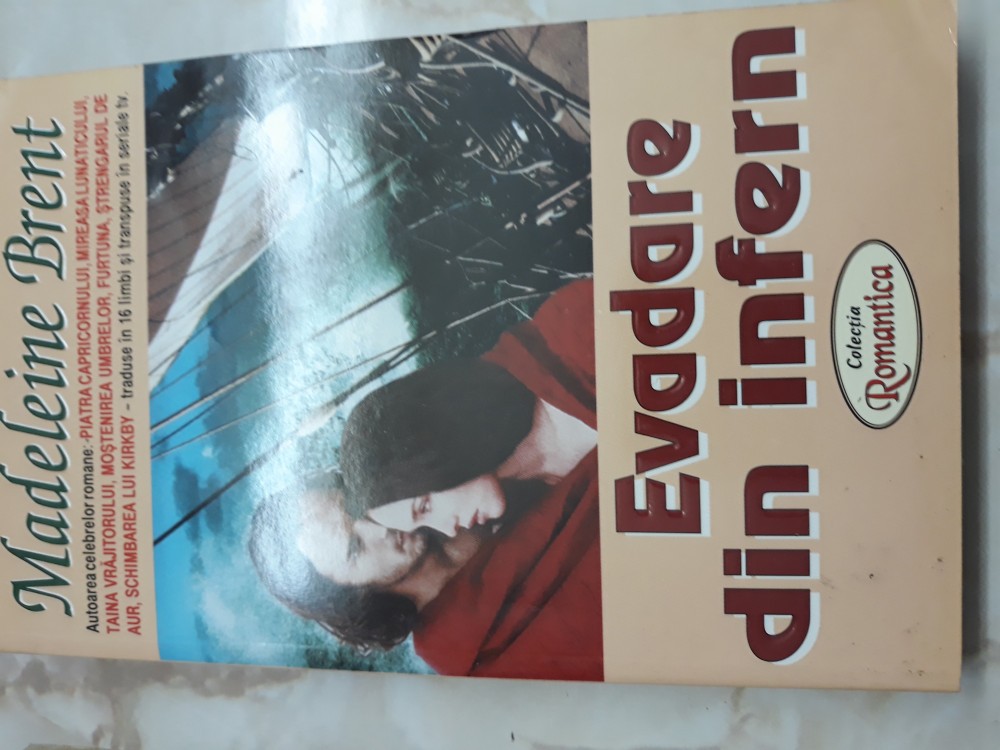 Madeleine Brent
Autoarea celebrelor romane: PIATRA CAPRICORNULUI, MIREASA LUNATICULUI,
TAINA VRĂJITORULUI, MOȘTENIREA UMBRELOR, FURTUNA, ȘTRENGARUL DE
AUR, SCHIMBAREA LUI KIRKBY – traduse în 16 limbi și transpuse în seriale tv.
Evadare
din infern
Colecția
Romantica